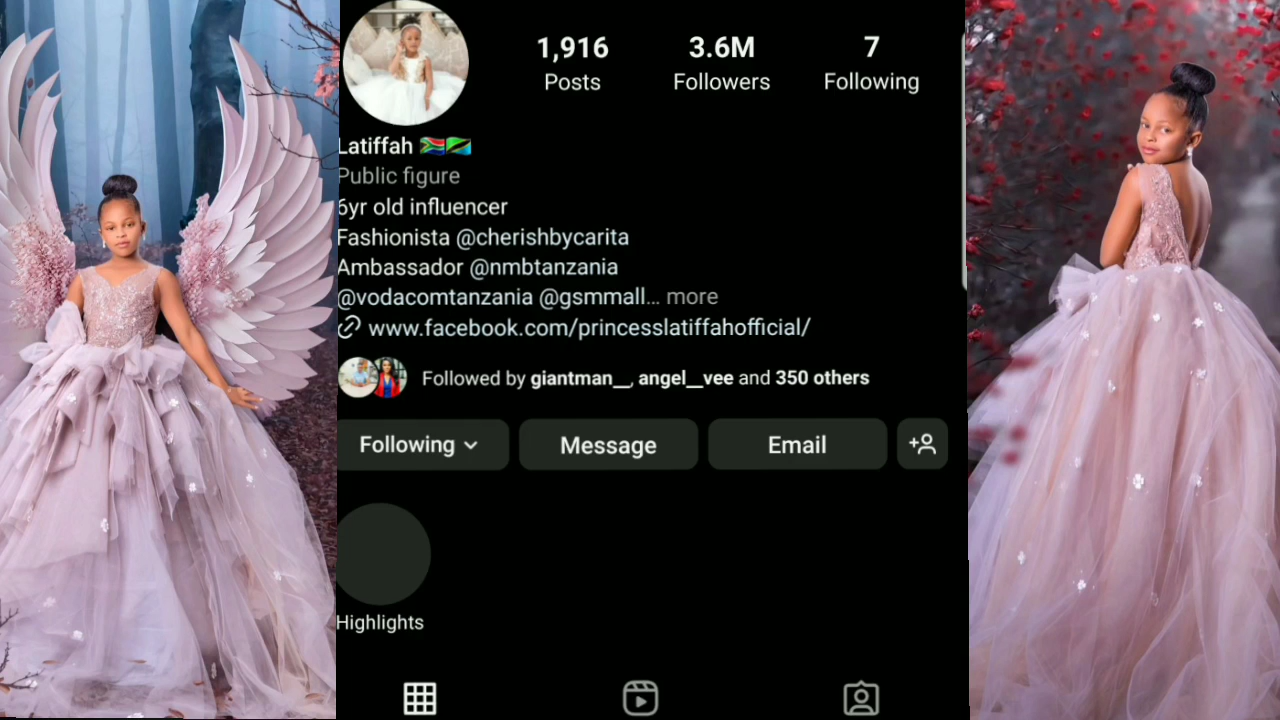 1,916 3.6M 7
Posts Followers Following
Latiffah 🇿🇦🇹🇿
Public figure
6yr old influencer
Fashionista @cherishbycarita
Ambassador @nmbtanzania
@vodacomtanzania @gsmmall... more
www.facebook.com/princesslatiffahofficial/
Followed by giantman__, angel__vee and 350 others
Following Message Email
Highlights